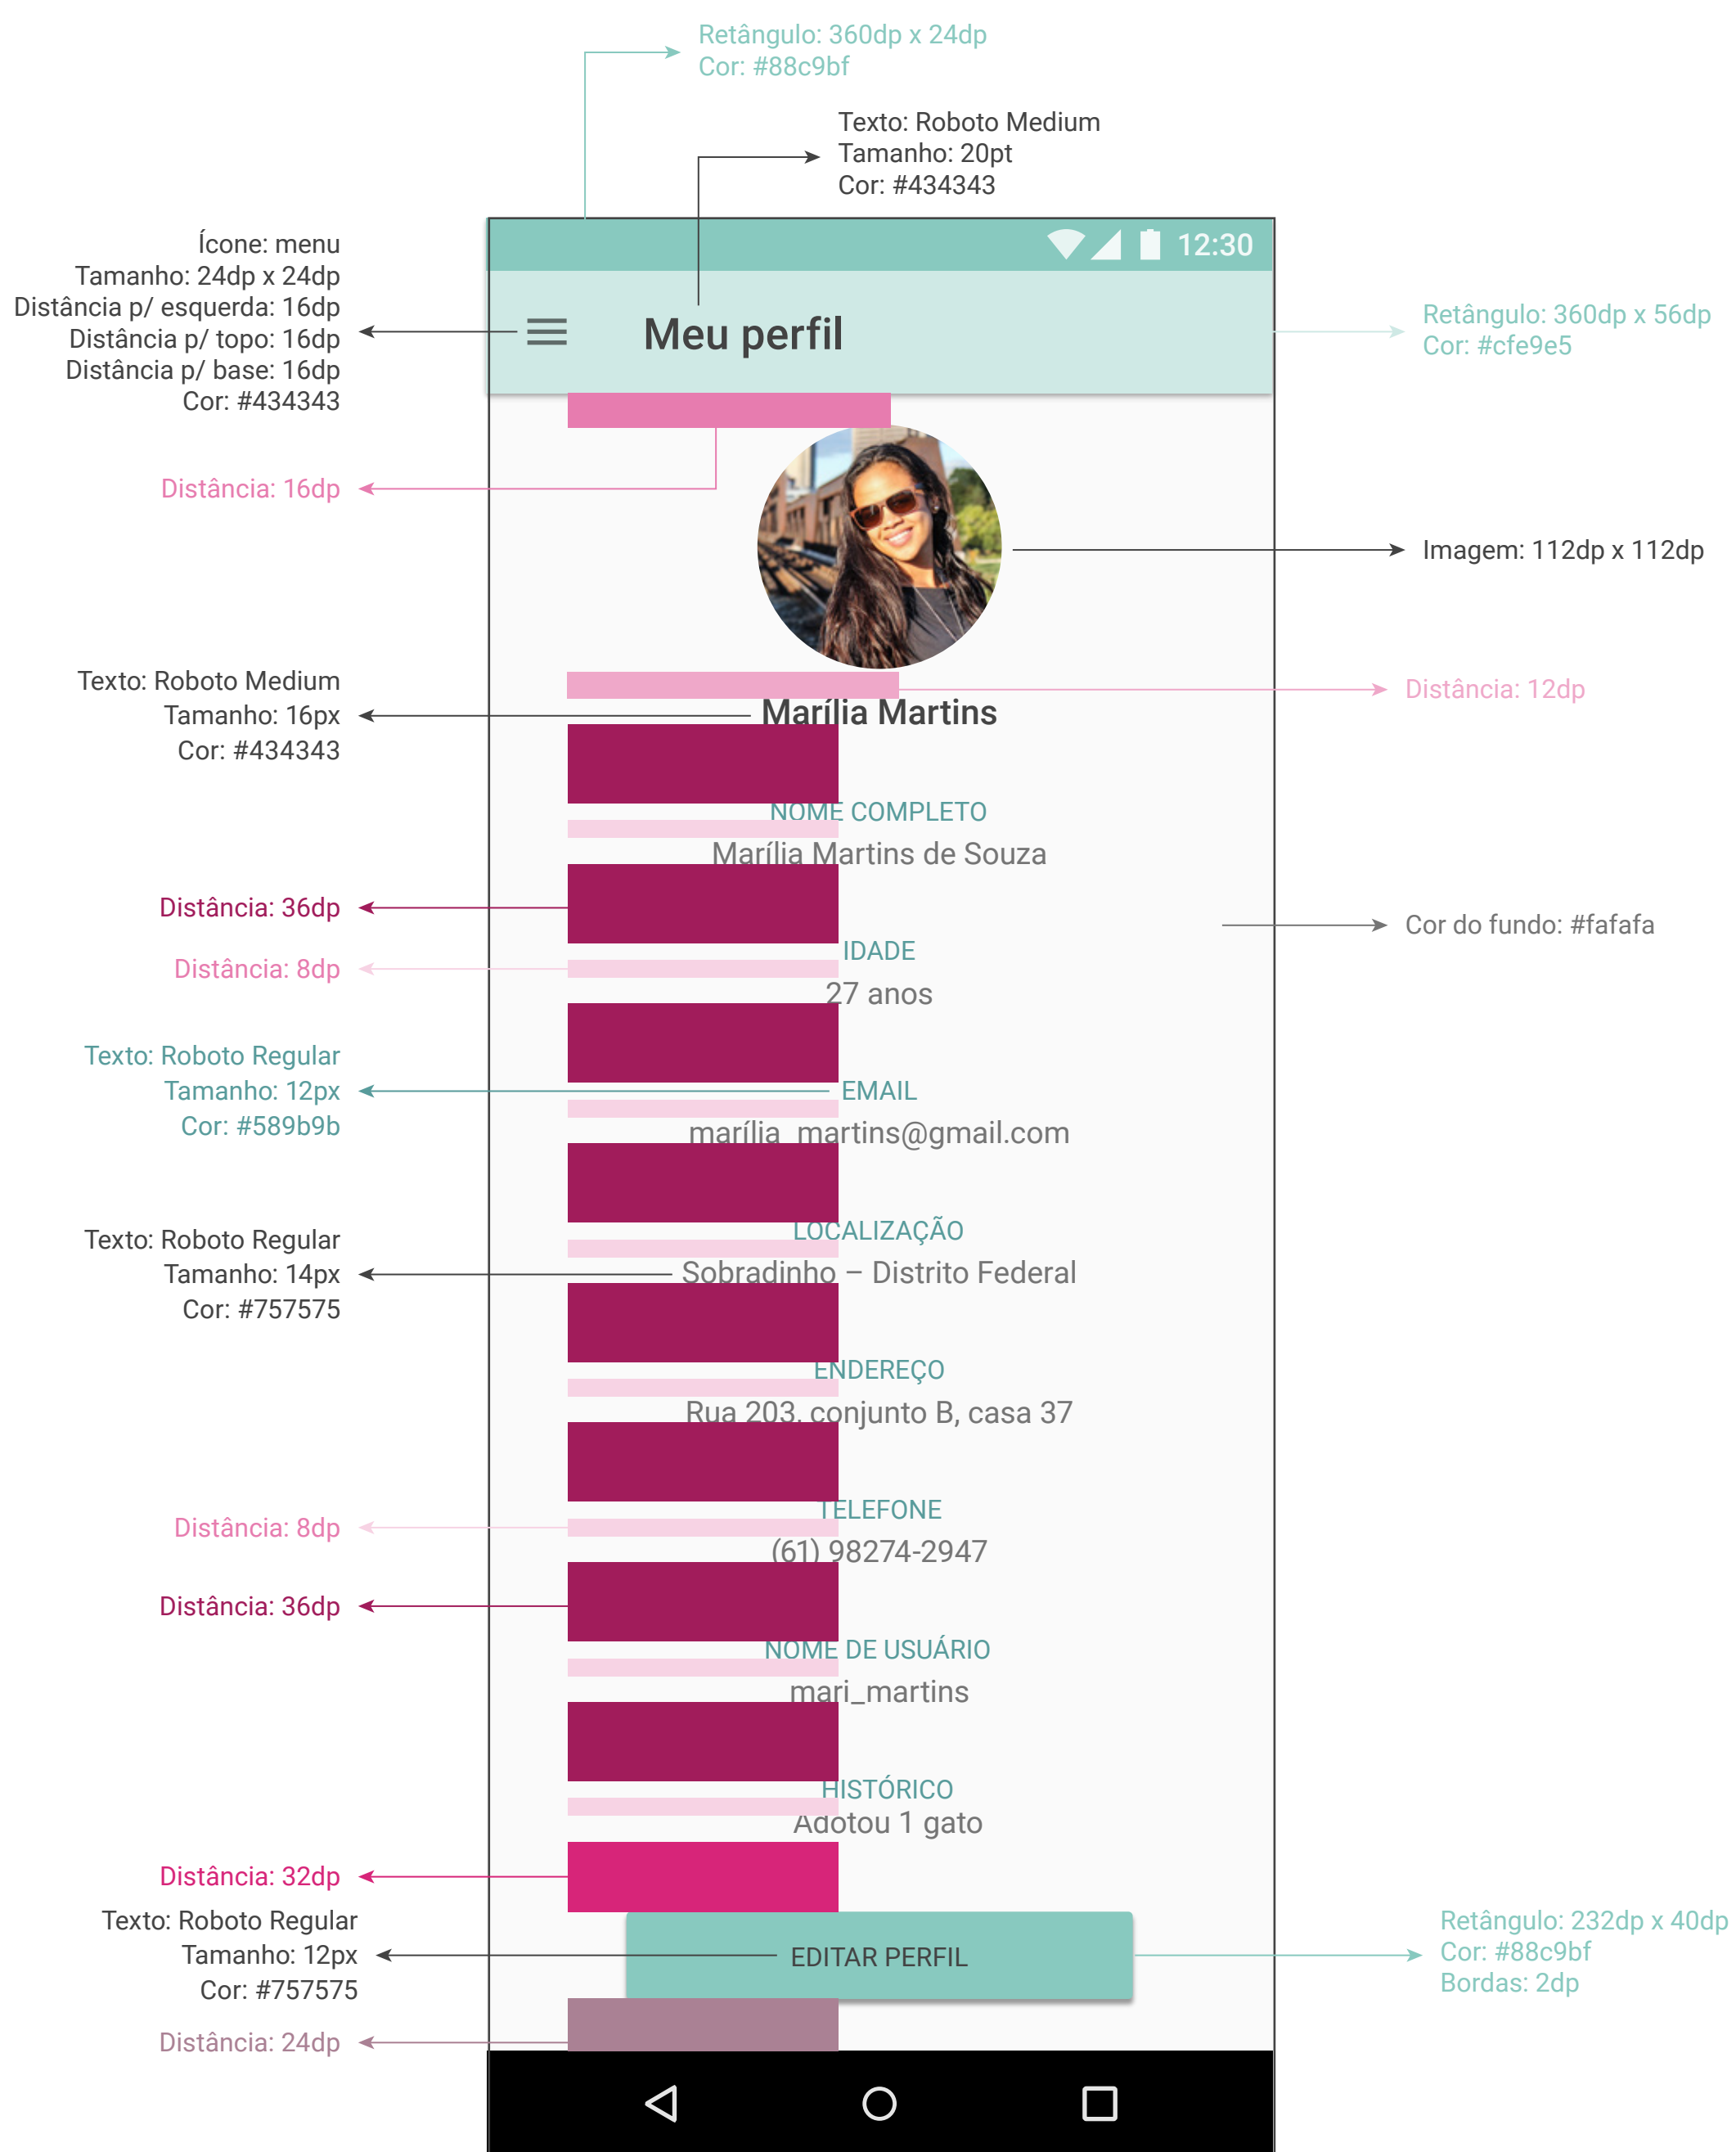 Retângulo: 360dp x 24dp
Cor: #88c9bf
Texto: Roboto Medium
Tamanho: 20pt
Cor: #434343
12:30
Ícone: menu
Tamanho: 24dp x 24dp
Distância p/ esquerda: 16dp
Distância p/ topo: 16dp
Distância p/ base: 16dp
Cor: #434343
Meu perfil
Retângulo: 360dp x 56dp
Cor: #cfe9e5
Distância: 16dp
Imagem: 112dp x 112dp
Texto: Roboto Medium
Tamanho: 16px
Cor: #434343
Distância: 12dp
Marília Martins
NOME COMPLETO
Marília Martins de Souza
Distância: 36dp
Cor do fundo: #fafafa
IDADE
Distância: 8dp
27 anos
Texto: Roboto Regular
Tamanho: 12px
Cor: #589b9b
EMAIL
marília_martins@gmail.com
LOCALIZAÇÃO
Texto: Roboto Regular
Tamanho: 14px
Cor: #757575
Sobradinho – Distrito Federal
ENDEREÇO
Rua 203, conjunto B, casa 37
TELEFONE
Distância: 8dp
(61) 98274-2947
Distância: 36dp
NOME DE USUÁRIO
mari_martins
HISTÓRICO
Adotou 1 gato
Distância: 32dp
Texto: Roboto Regular
Tamanho: 12px
Cor: #757575
EDITAR PERFIL
Retângulo: 232dp x 40dp
Cor: #88c9bf
Bordas: 2dp
Distância: 24dp